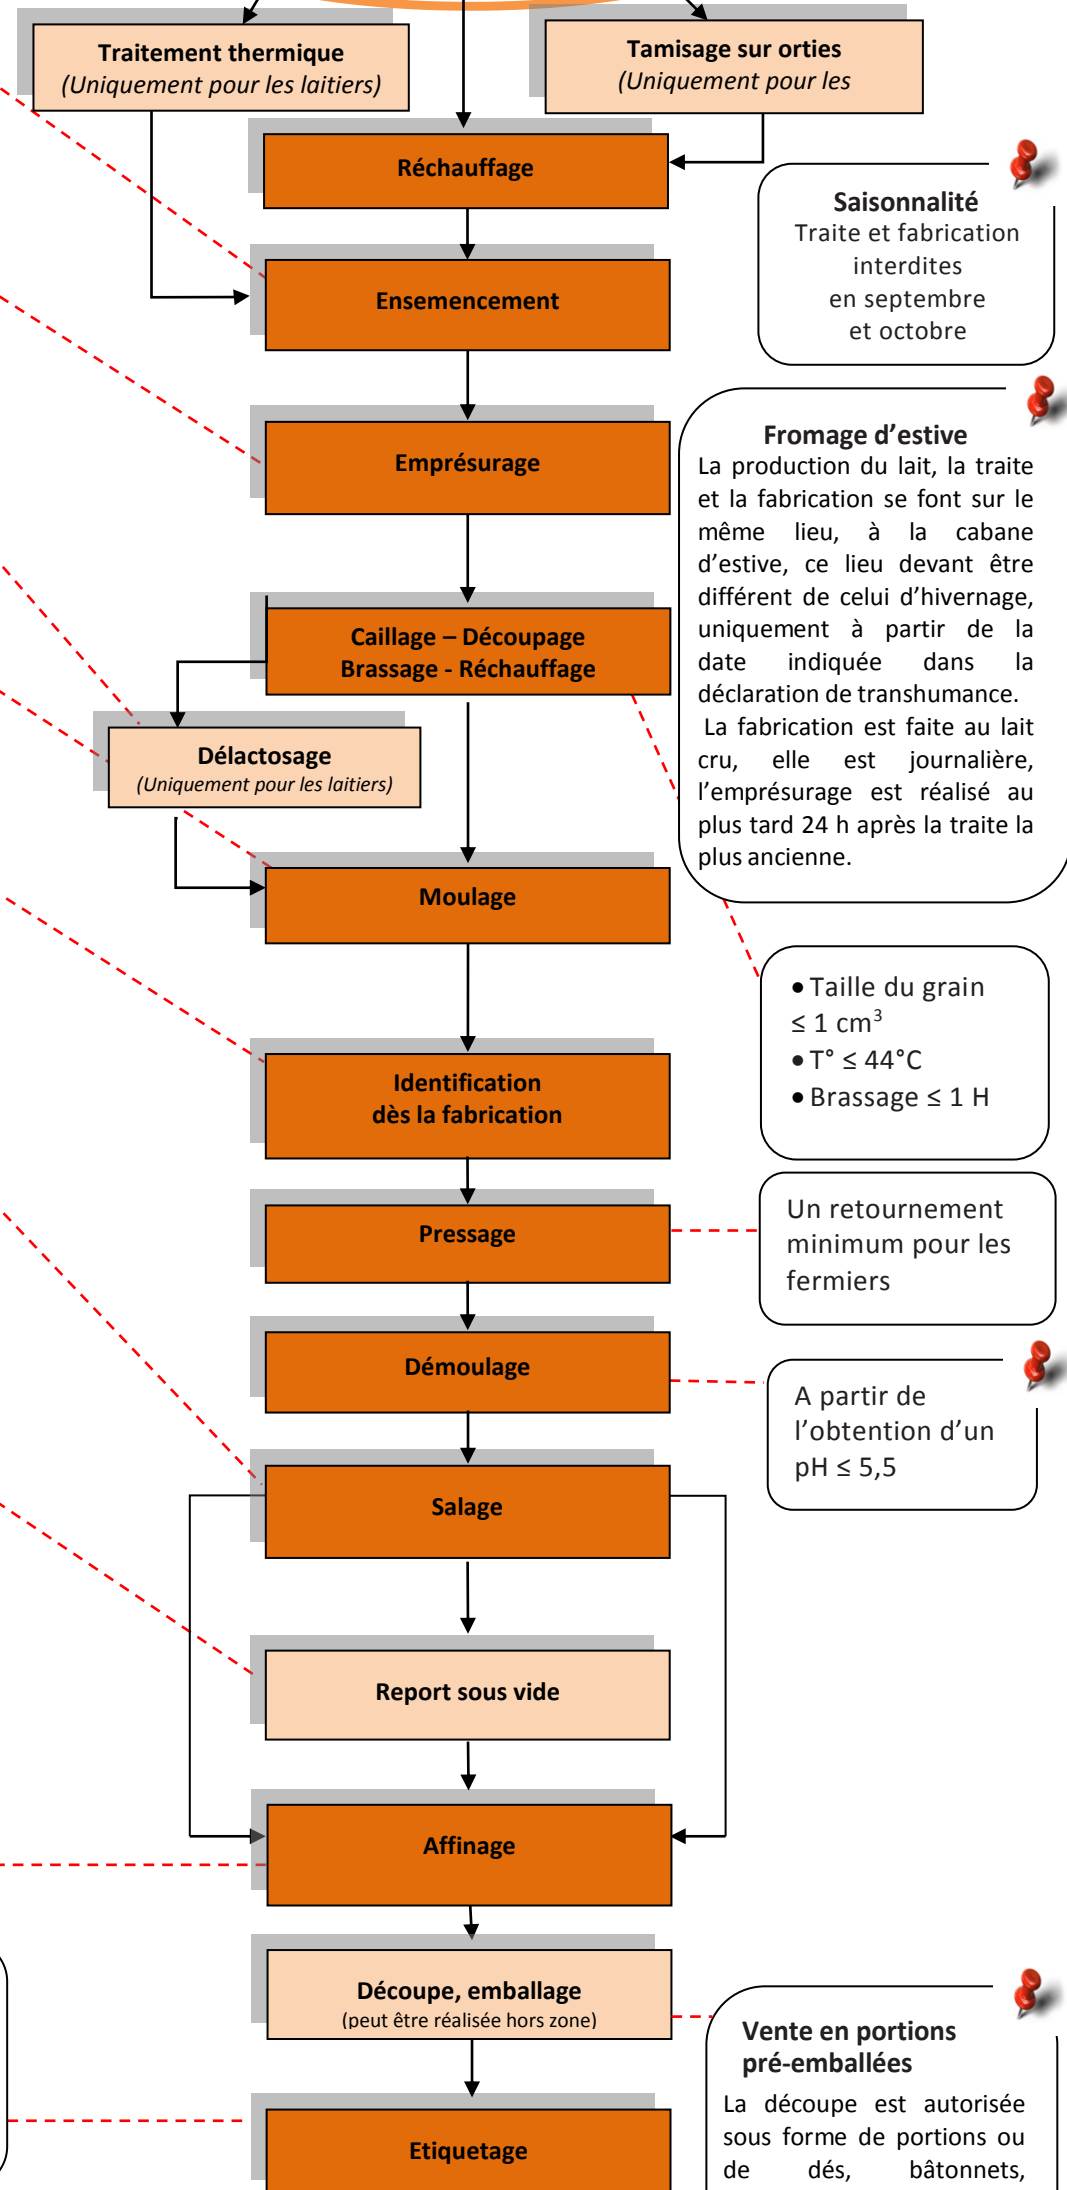 Traitement thermique
(Uniquement pour les laitiers)
Tamisage sur orties
(Uniquement pour les
Réchauffage
Saisonnalité
Traite et fabrication
interdites
en septembre
et octobre
Ensemencement
Emprésurage
Fromage d’estive
La production du lait, la traite
et la fabrication se font sur le
même lieu, à la cabane
d’estive, ce lieu devant être
différent de celui d’hivernage,
uniquement à partir de la
date indiquée dans la
déclaration de transhumance.
La fabrication est faite au lait
cru, elle est journalière,
l’emprésurage est réalisé au
plus tard 24 h après la traite la
plus ancienne.
Caillage – Découpage
Brassage - Réchauffage
Délactosage
(Uniquement pour les laitiers)
Moulage
• Taille du grain
≤ 1 cm³
• T° ≤ 44°C
• Brassage ≤ 1 H
Identification
dès la fabrication
Pressage
Un retournement
minimum pour les
fermiers
Démoulage
A partir de
l’obtention d’un
pH ≤ 5,5
Salage
Report sous vide
Affinage
Découpe, emballage
(peut être réalisée hors zone)
Vente en portions
pré-emballées
La découpe est autorisée
sous forme de portions ou
de dés, bâtonnets,
Etiquetage